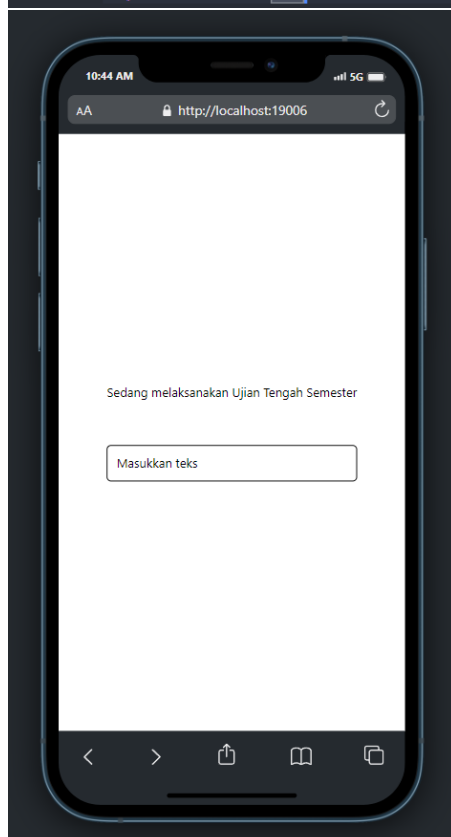 10:44 AM 5G
AA http://localhost:19006
Sedang melaksanakan Ujian Tengah Semester
Masukkan teks